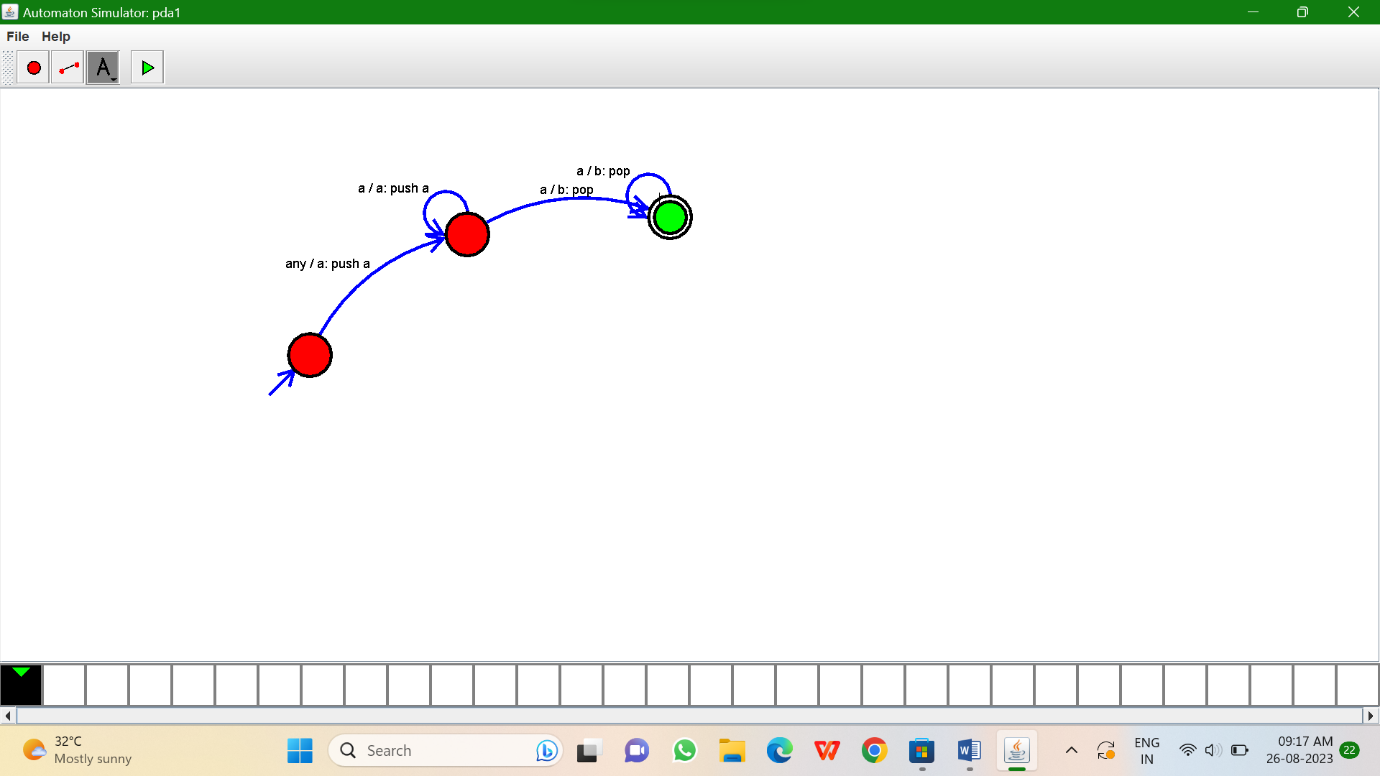 Automaton Simulator: pda1
File Help
A
a / b: pop
a / a: push a
a / b: pop
any / a: push a
32°C
Mostly sunny
Search
W
W
ENG
IN
09:17 AM
26-08-2023
22